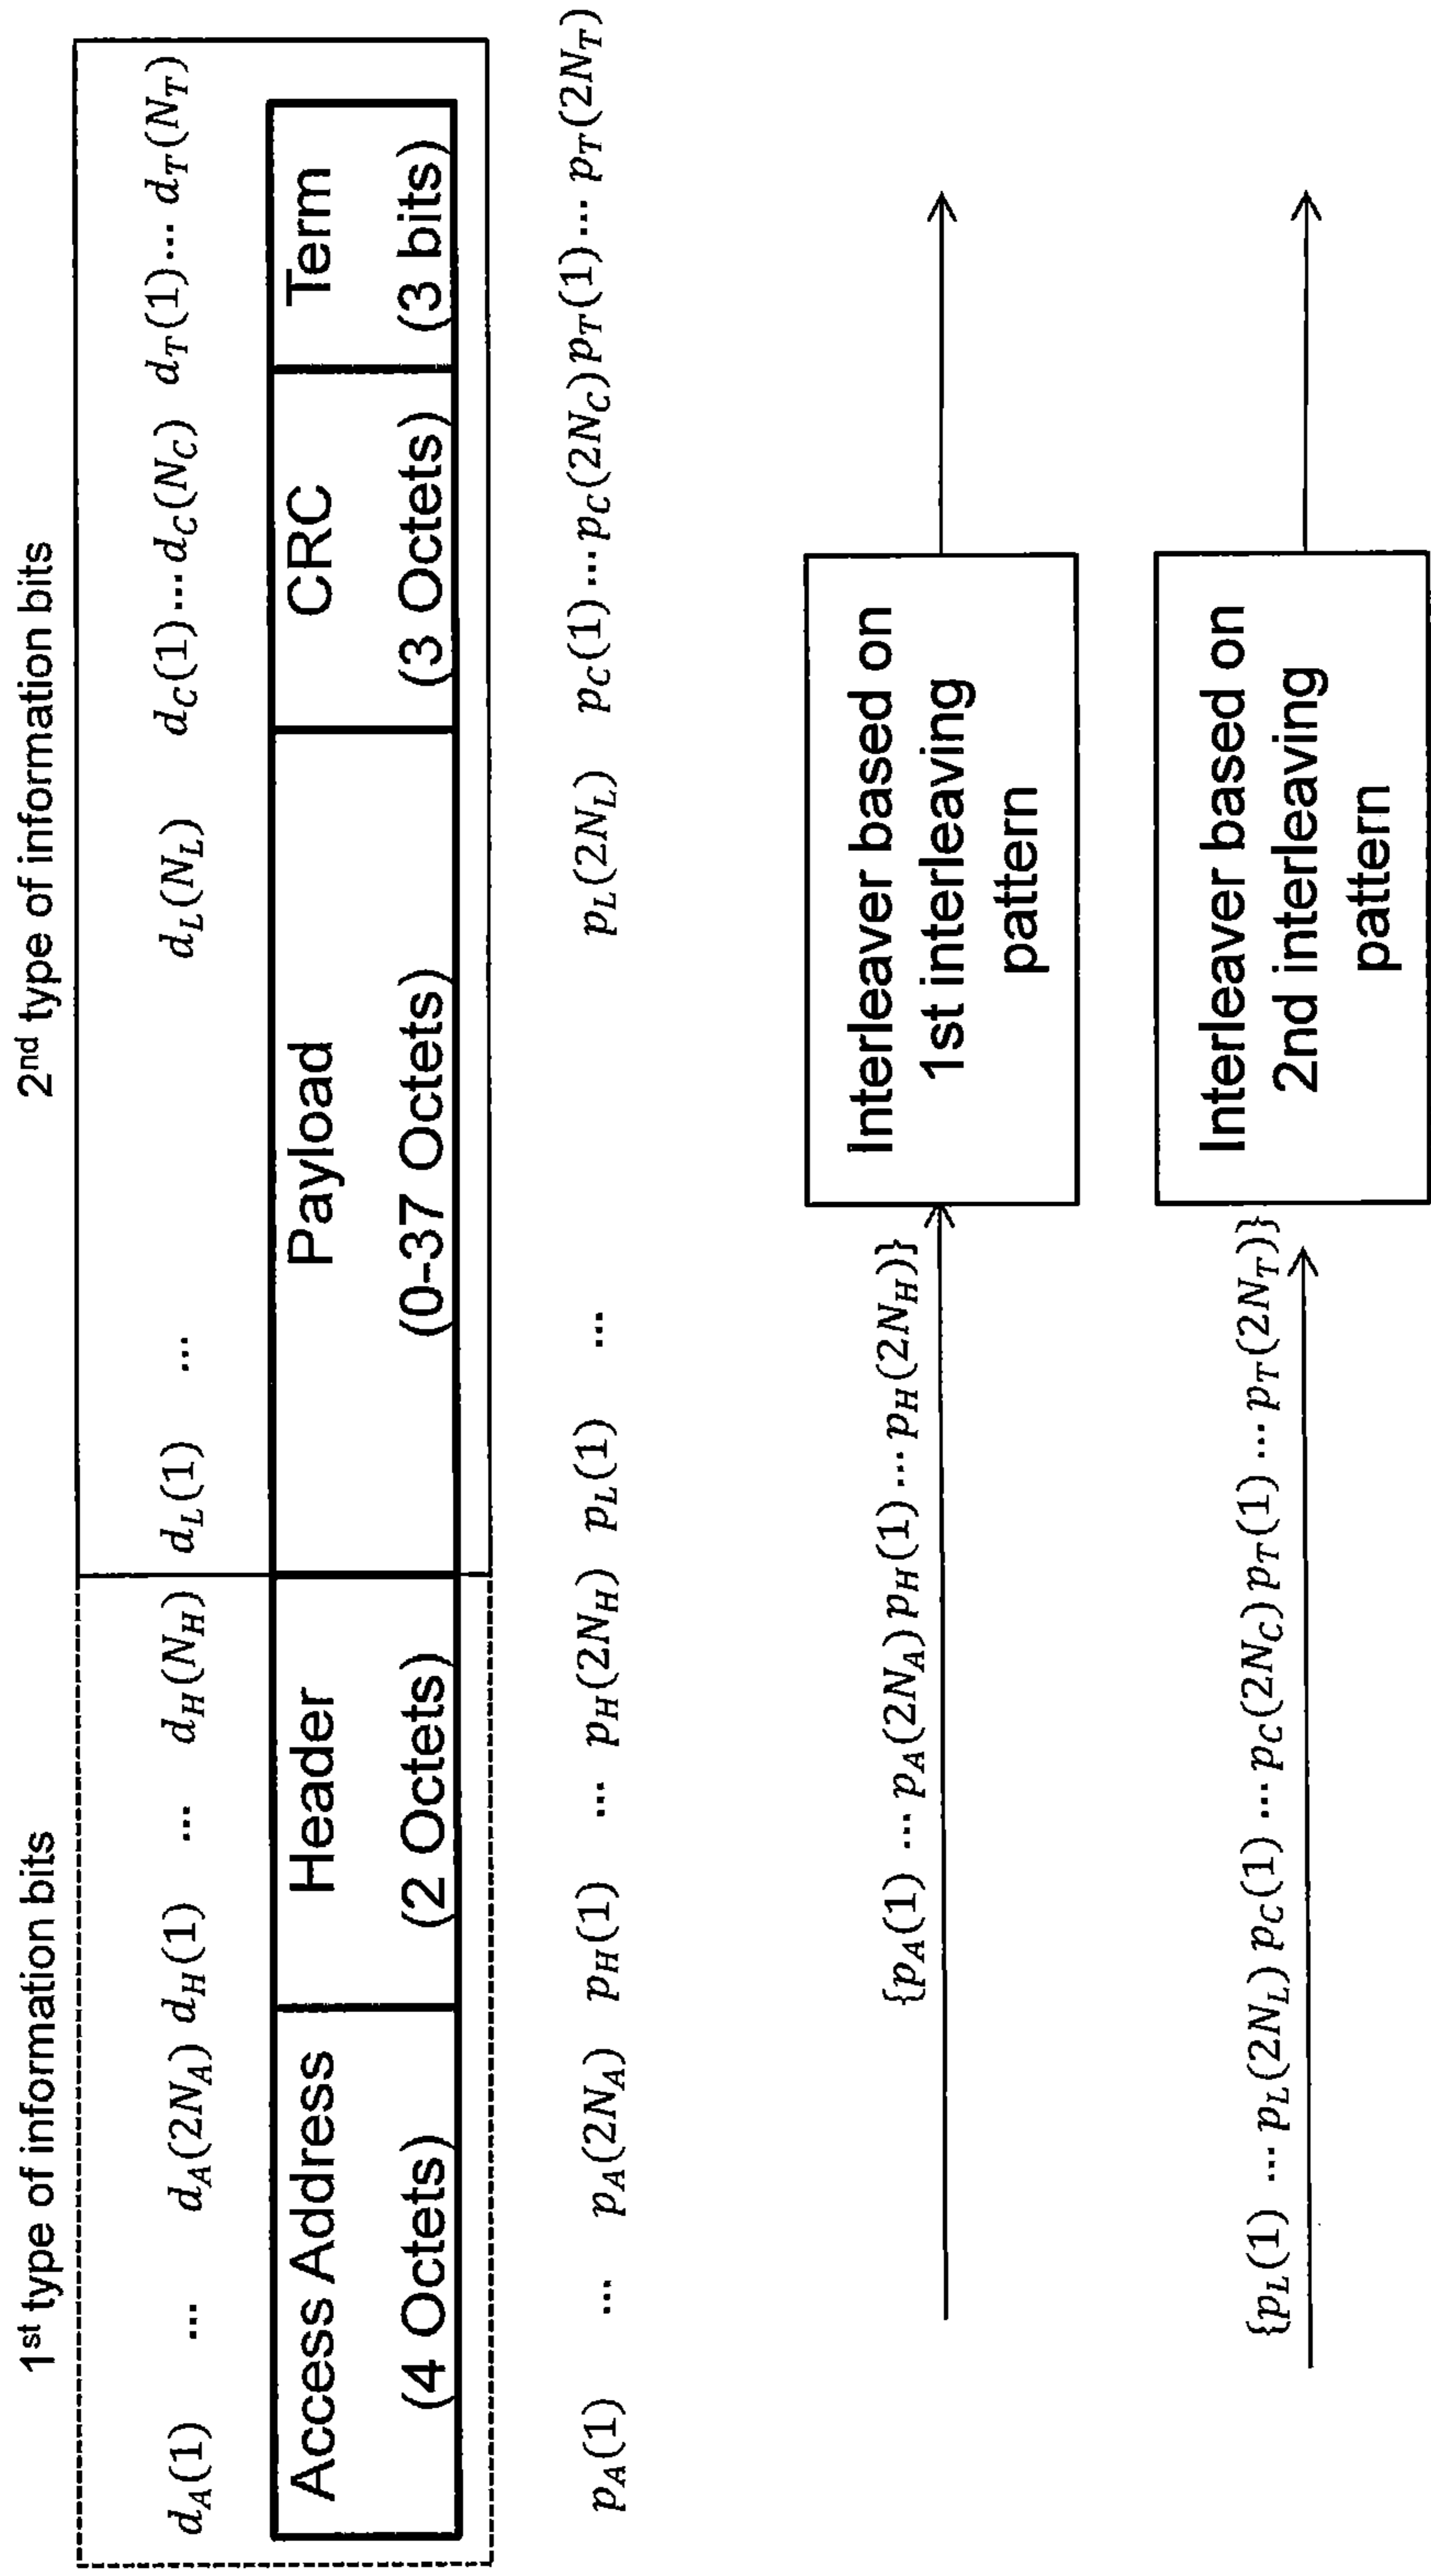 1st type of information bits
2nd type of information bits
d_A(1) ... d_A(2N_A) d_H(1) ... d_H(N_H) d_L(1) ... d_L(N_L) d_C(1)...d_C(N_C) d_T(1)... d_T(N_T)
Access Address
(4 Octets)
Header
(2 Octets)
Payload
(0-37 Octets)
CRC
(3 Octets)
Term
(3 bits)
p_A(1) ... p_A(2N_A) p_H(1) ... p_H(2N_H) p_L(1) ... p_L(2N_L) p_C(1)...p_C(2N_C)p_T(1)... p_T(2N_T)
{p_A(1) ... p_A(2N_A)p_H(1) ... p_H(2N_H)}
Interleaver based on
1st interleaving
pattern
{p_L(1) ... p_L(2N_L)p_C(1) ... p_C(2N_C)p_T(1) ... p_T(2N_T)}
Interleaver based on
2nd interleaving
pattern